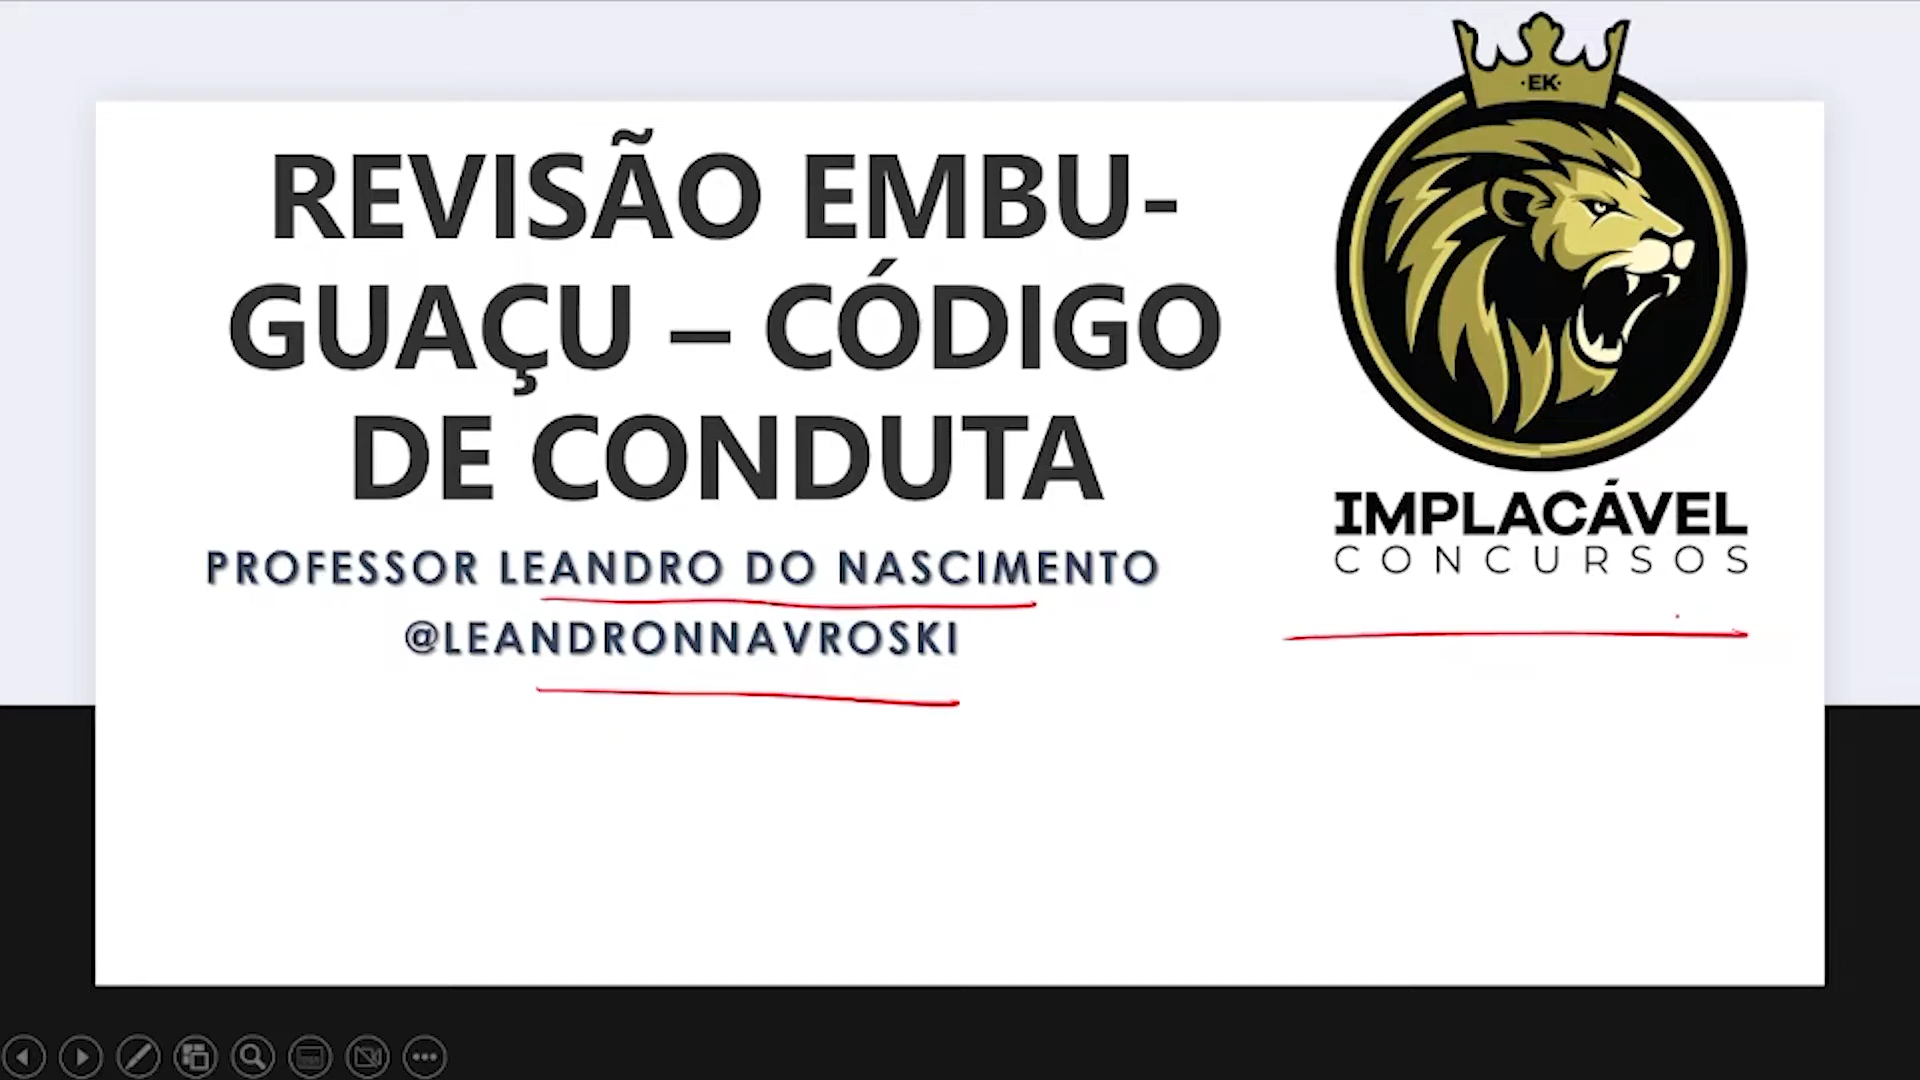 REVISÃO EMBU-
GUAÇU – CÓDIGO
DE CONDUTA
PROFESSOR LEANDRO DO NASCIMENTO
@LEANDRONNAVROSKI
·EK·
IMPLACÁVEL
CONCURSOS